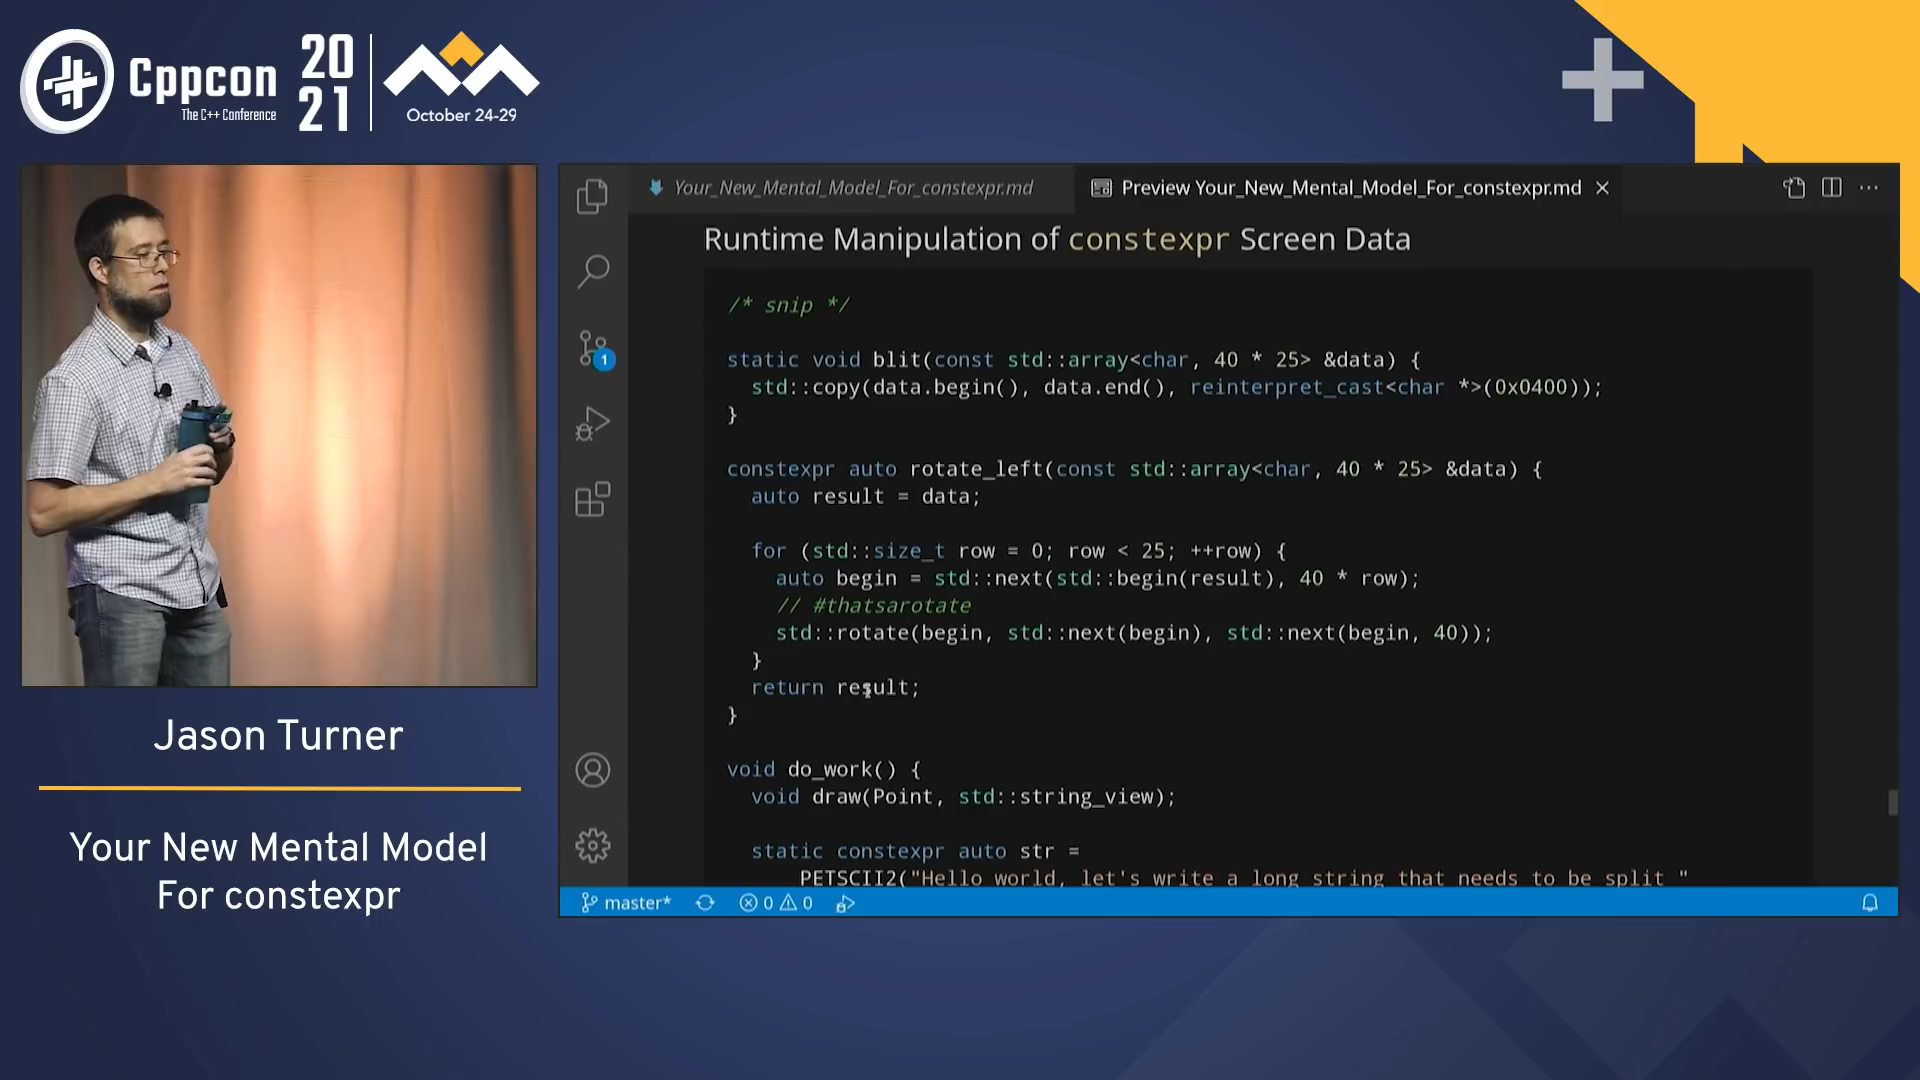 Cppcon
The C++ Conference
20
21
October 24-29
Your_New_Mental_Model_For_constexpr.md
Preview Your_New_Mental_Model_For_constexpr.md
Runtime Manipulation of constexpr Screen Data
/* snip */
static void blit(const std::array<char, 40 * 25> &data) {
std::copy(data.begin(), data.end(), reinterpret_cast<char *>(0x0400));
}
constexpr auto rotate_left(const std::array<char, 40 * 25> &data) {
auto result = data;
for (std::size_t row = 0; row < 25; ++row) {
auto begin = std::next(std::begin(result), 40 * row);
// #thatsarotate
std::rotate(begin, std::next(begin), std::next(begin, 40));
}
return result;
}
void do_work() {
void draw(Point, std::string_view);
static constexpr auto str =
PETSCII2("Hello world, let's write a long string that needs to be split "
1
master*
0
0
Jason Turner
Your New Mental Model
For constexpr